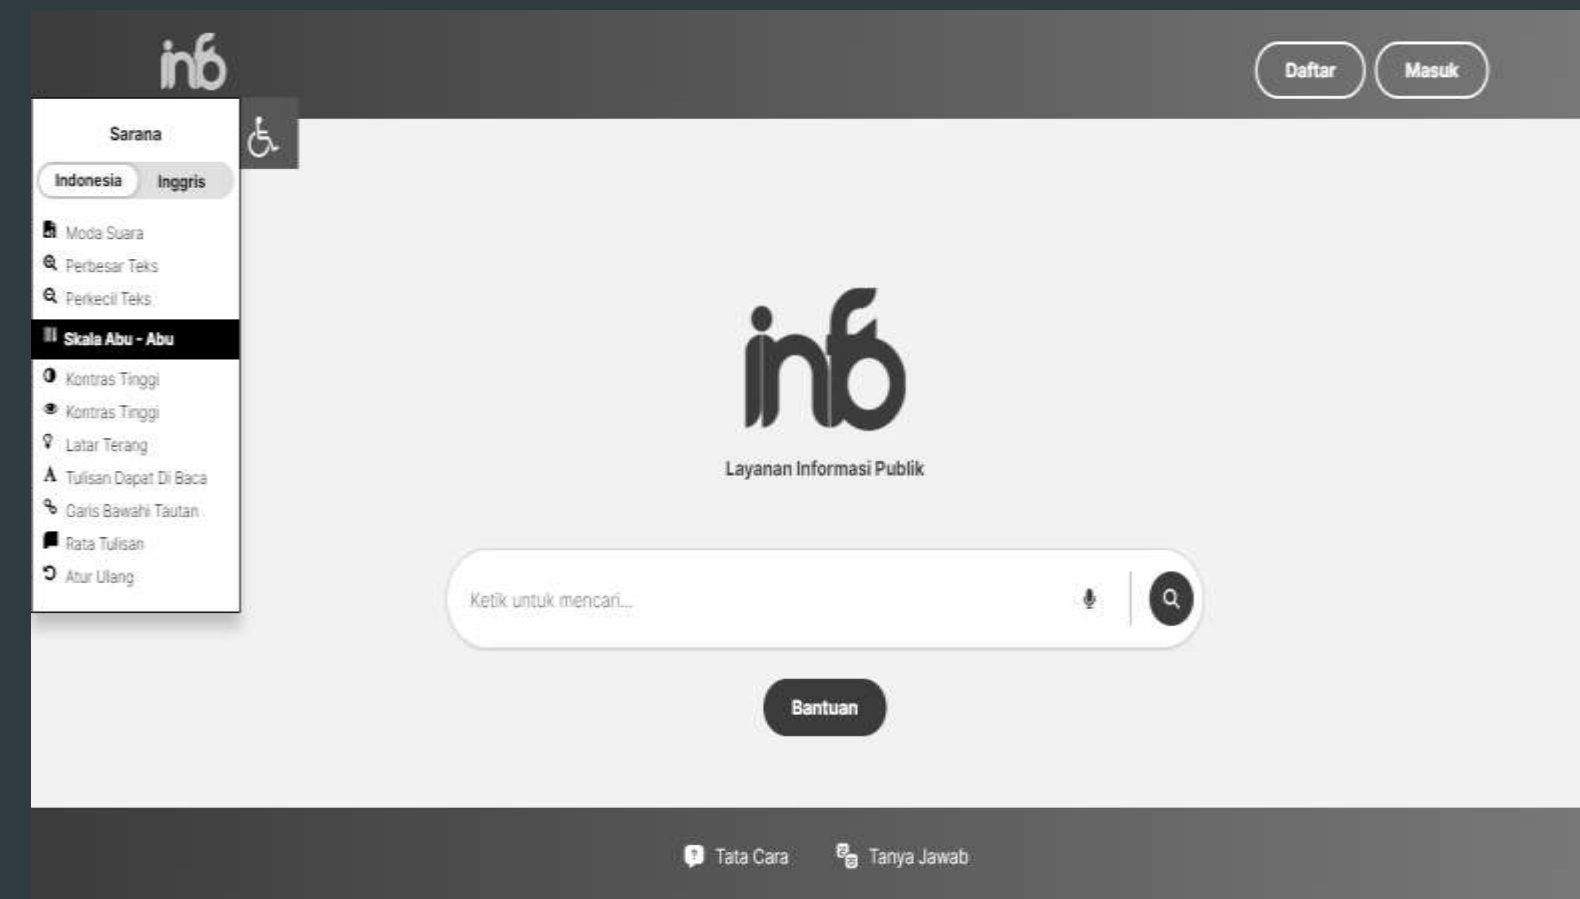 info
Daftar
Masuk
Sarana
Indonesia
Inggris
Moda Suara
Perbesar Teks
Perkecil Teks
Skala Abu - Abu
Kontras Tinggi
Kontras Tinggi
Latar Terang
Tulisan Dapat Di Baca
Garis Bawahi Tautan
Rata Tulisan
Atur Ulang
info
Layanan Informasi Publik
Ketik untuk mencari...
Bantuan
Tata Cara
Tanya Jawab